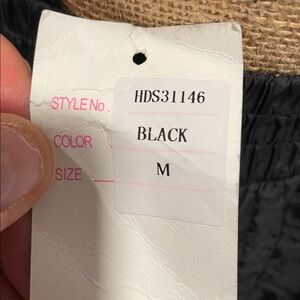 STYLE No. HDS31146
COLOR BLACK
SIZE M